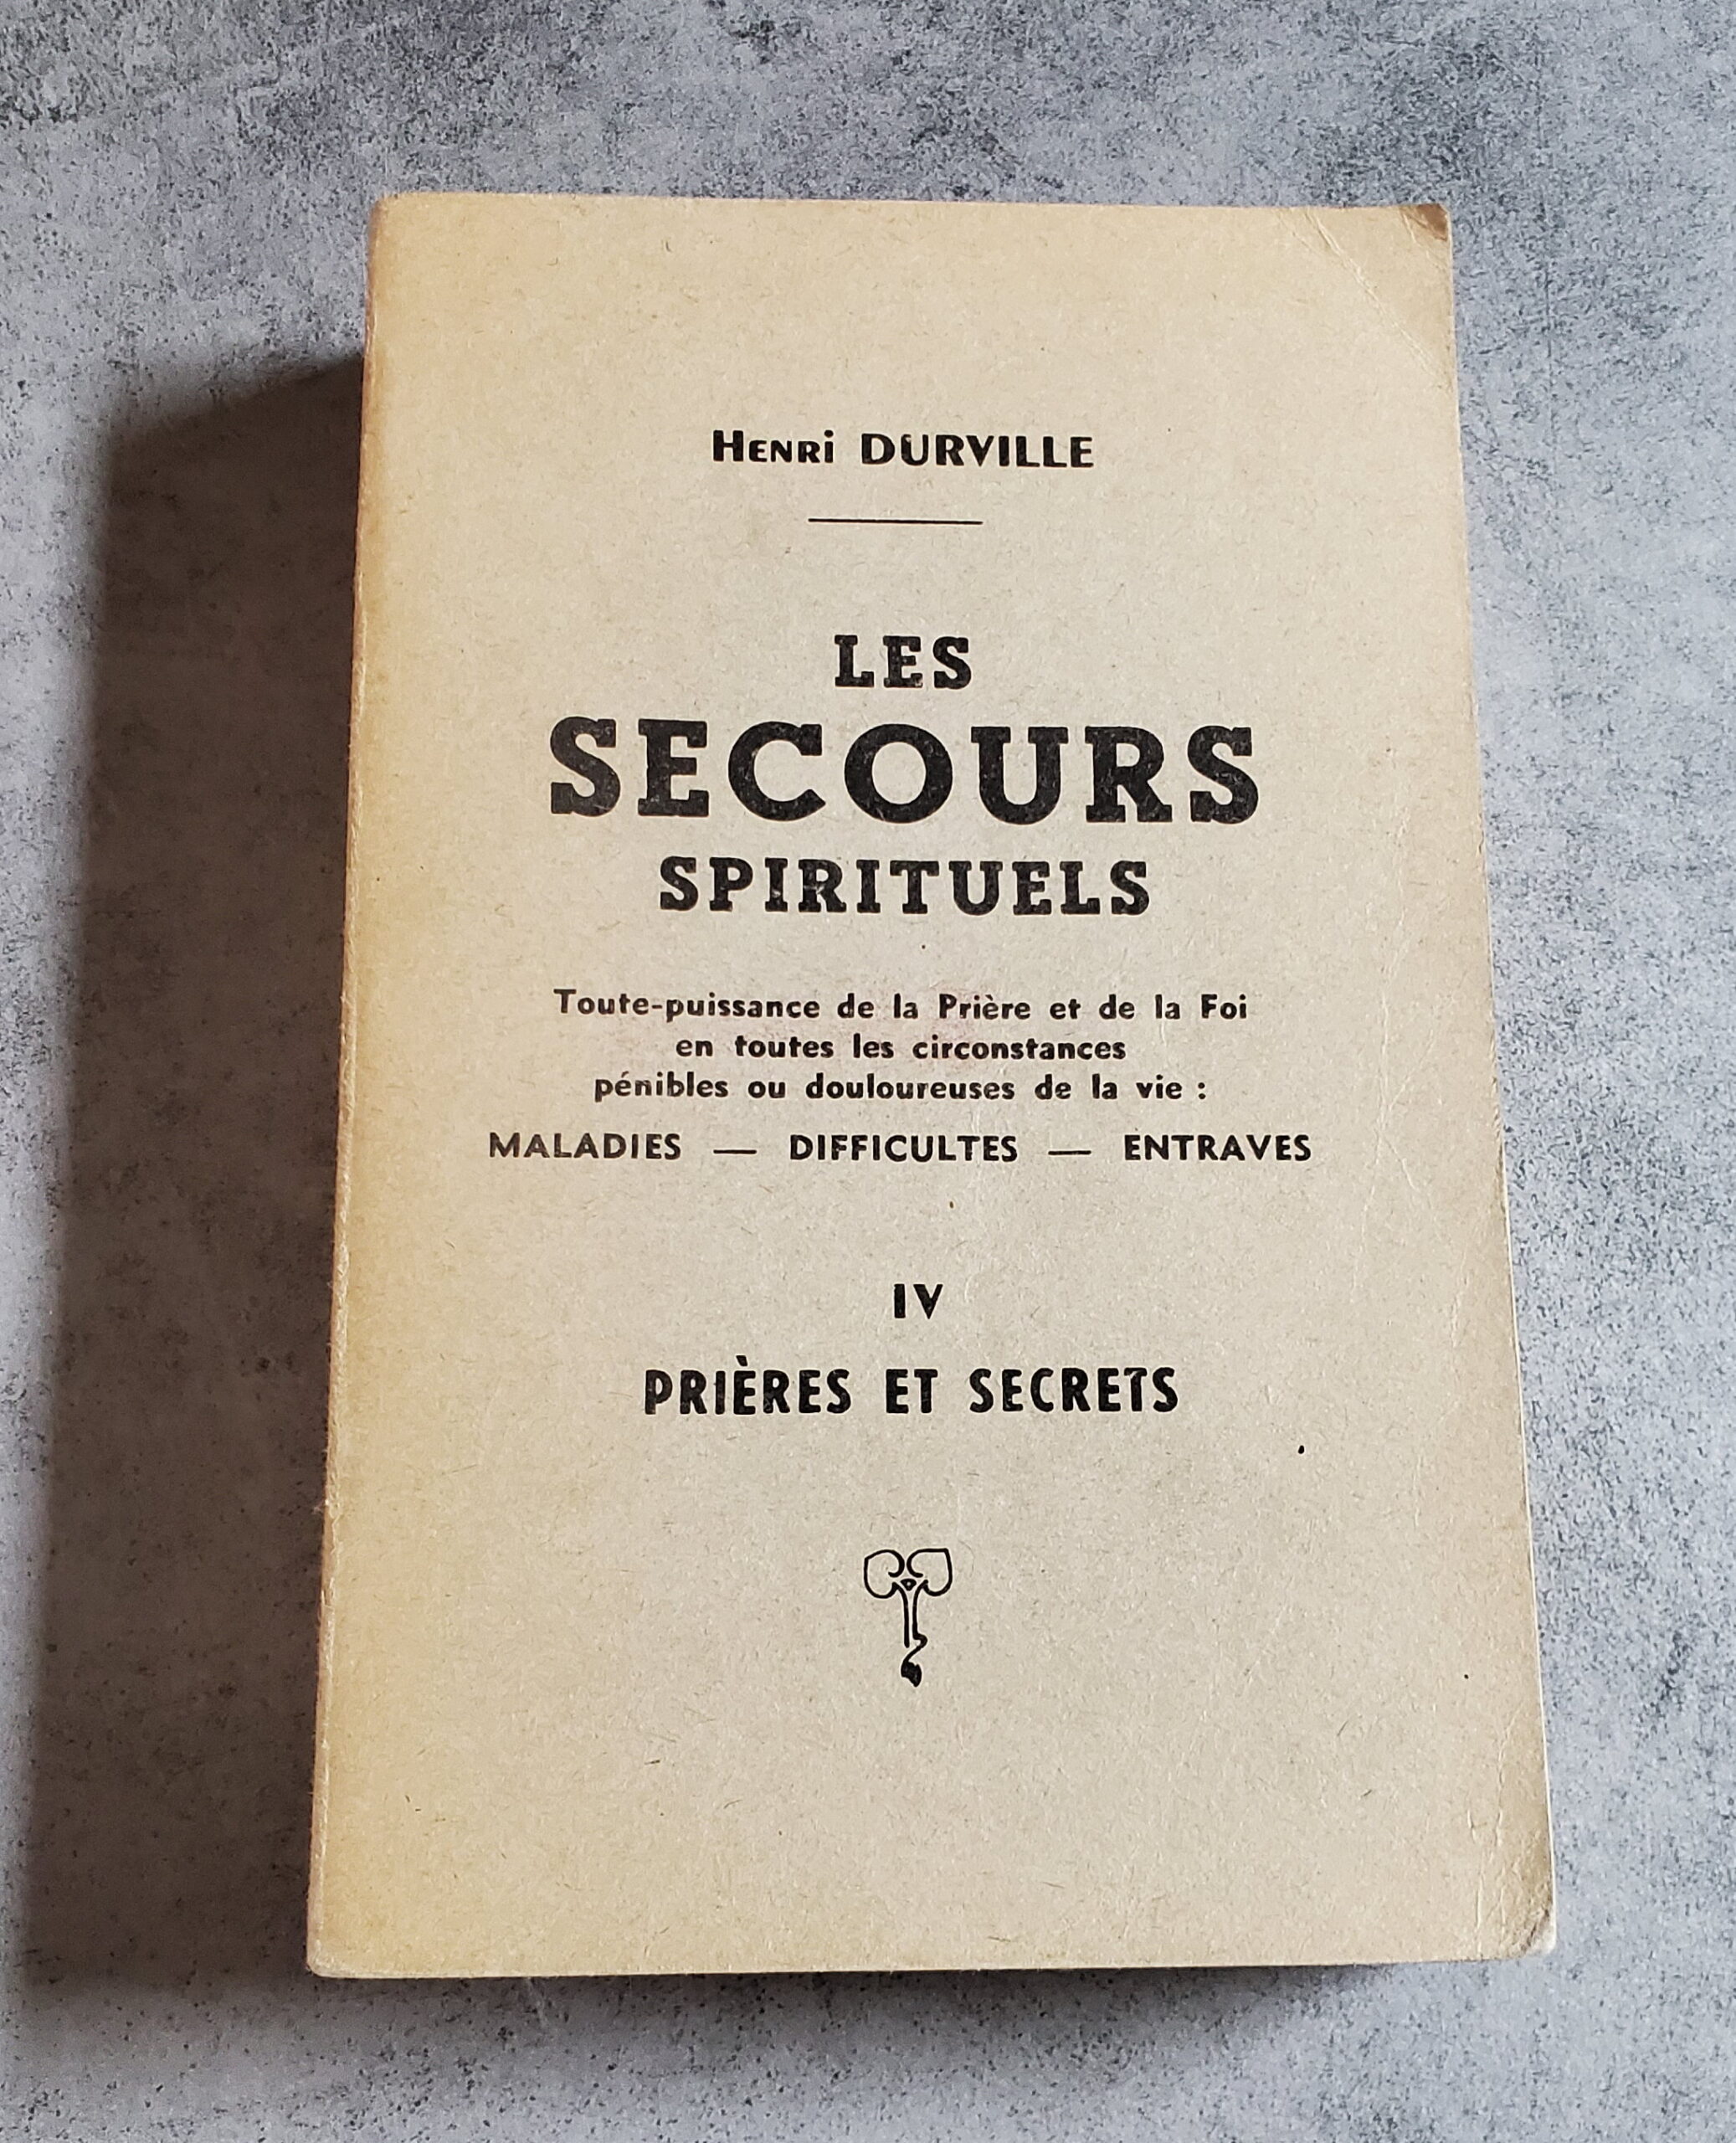 Henri DURVILLE
LES
SECOURS
SPIRITUELS
Toute-puissance de la Prière et de la Foi
en toutes les circonstances
pénibles ou douloureuses de la vie :
MALADIES — DIFFICULTES — ENTRAVES
IV
PRIÈRES ET SECRETS